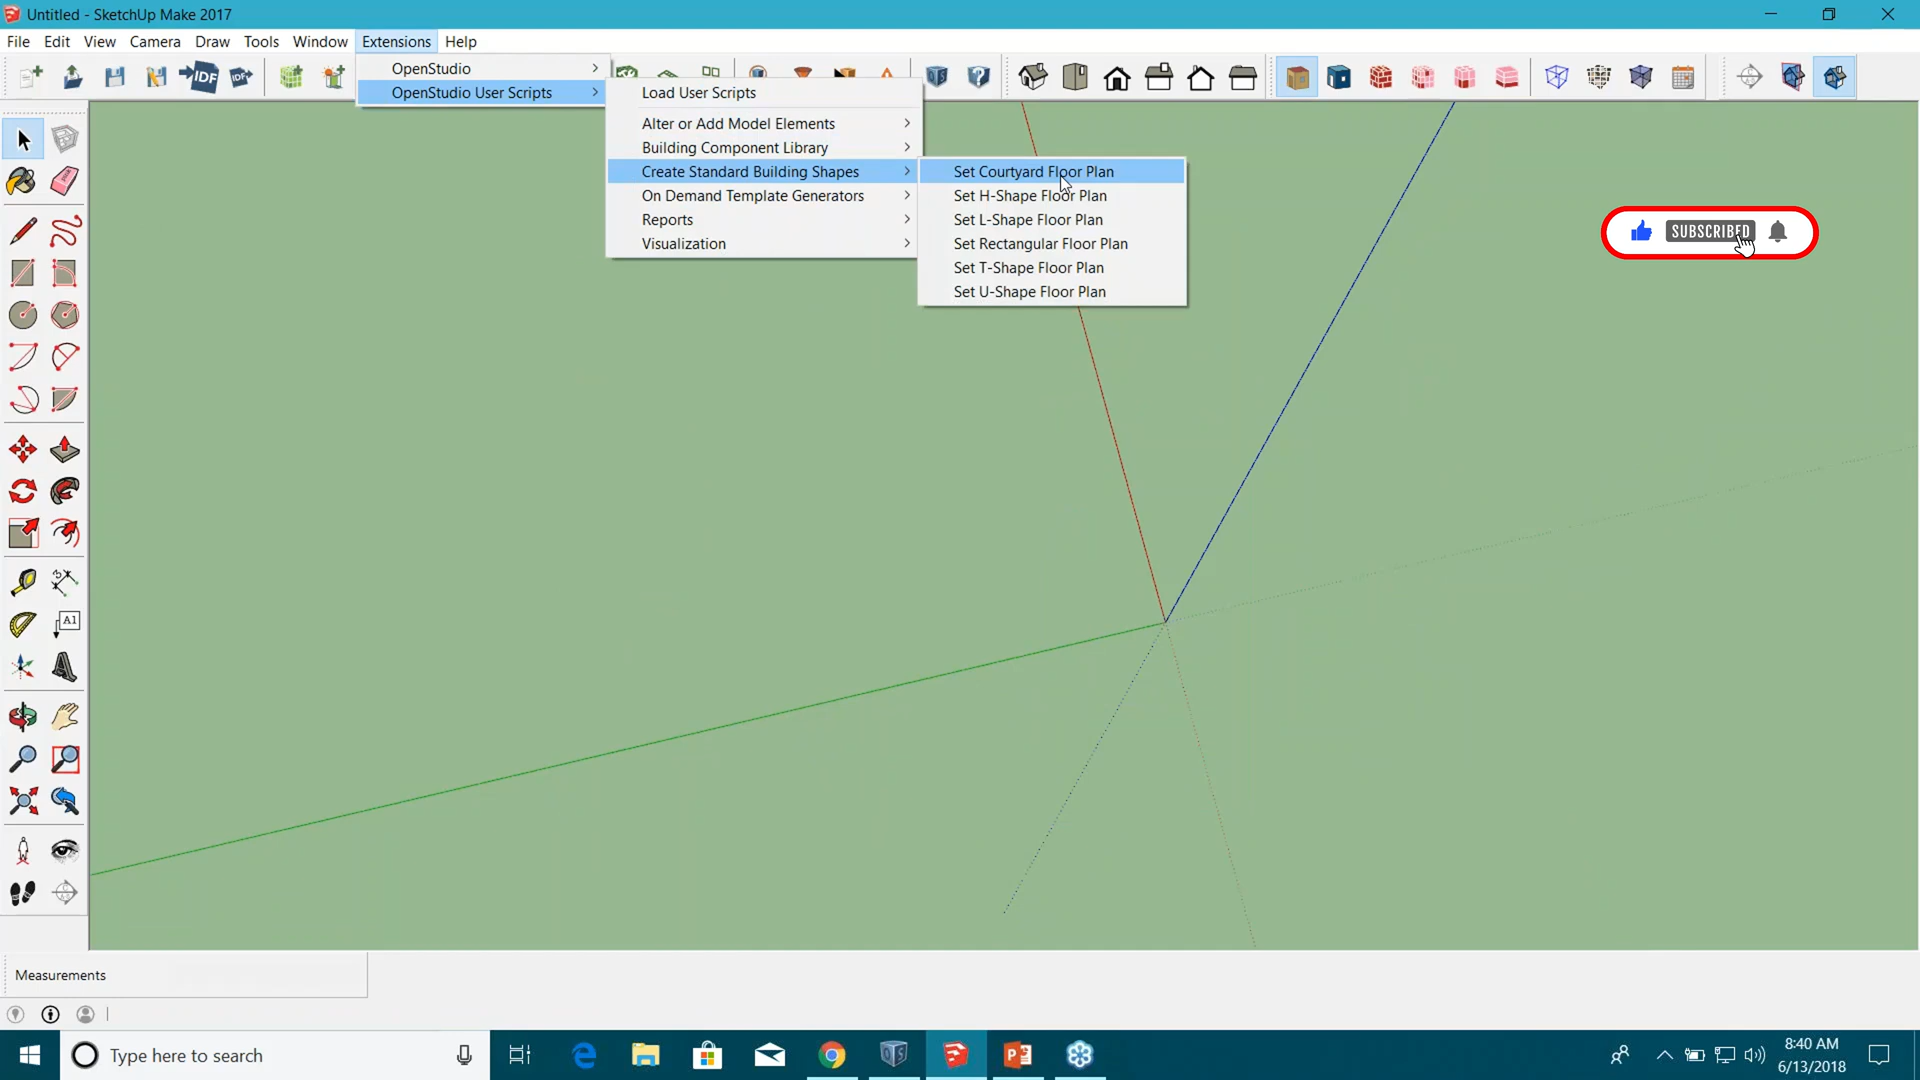 Untitled - SketchUp Make 2017
File Edit View Camera Draw Tools Window Extensions Help
IDF IDF
OpenStudio
OpenStudio User Scripts
Load User Scripts
Alter or Add Model Elements
Building Component Library
Create Standard Building Shapes
On Demand Template Generators
Reports
Visualization
Set Courtyard Floor Plan
Set H-Shape Floor Plan
Set L-Shape Floor Plan
Set Rectangular Floor Plan
Set T-Shape Floor Plan
Set U-Shape Floor Plan
SUBSCRIBED
A1
Measurements
Type here to search
8:40 AM
6/13/2018